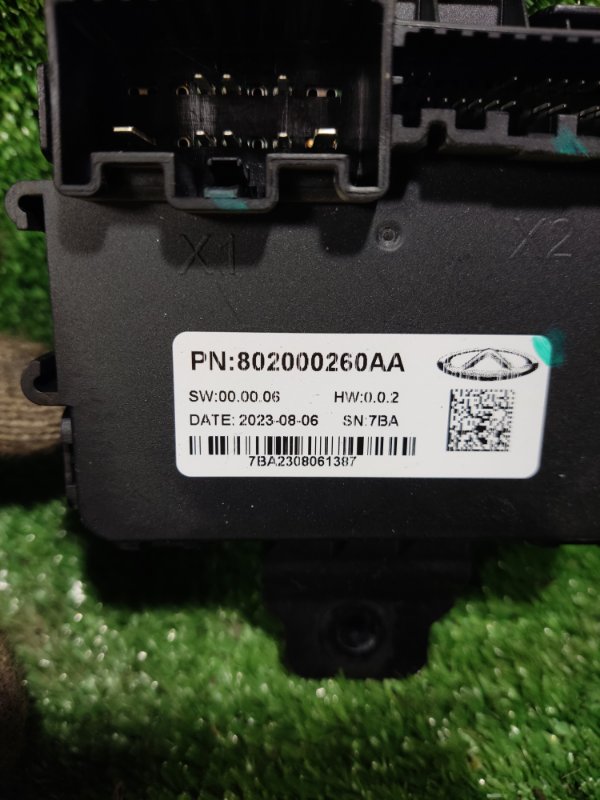 X1
X2
PN:802000260AA
SW:00.00.06 HW:0.0.2
DATE: 2023-08-06 SN:7BA
7BA2308061387